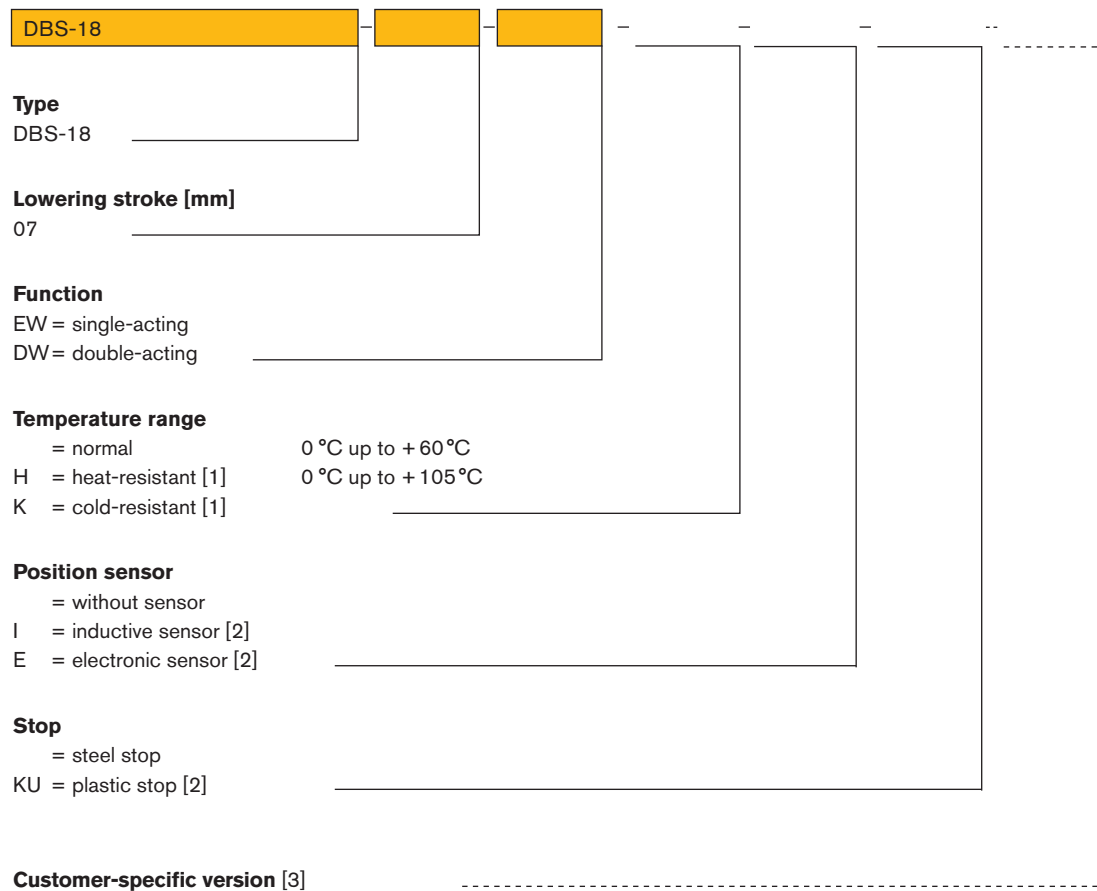 DBS-18 - - - - - --
Type
DBS-18
Lowering stroke [mm]
07
Function
EW = single-acting
DW = double-acting
Temperature range
= normal 0 °C up to + 60 °C
H = heat-resistant [1] 0 °C up to + 105 °C
K = cold-resistant [1]
Position sensor
= without sensor
I = inductive sensor [2]
E = electronic sensor [2]
Stop
= steel stop
KU = plastic stop [2]
Customer-specific version [3]